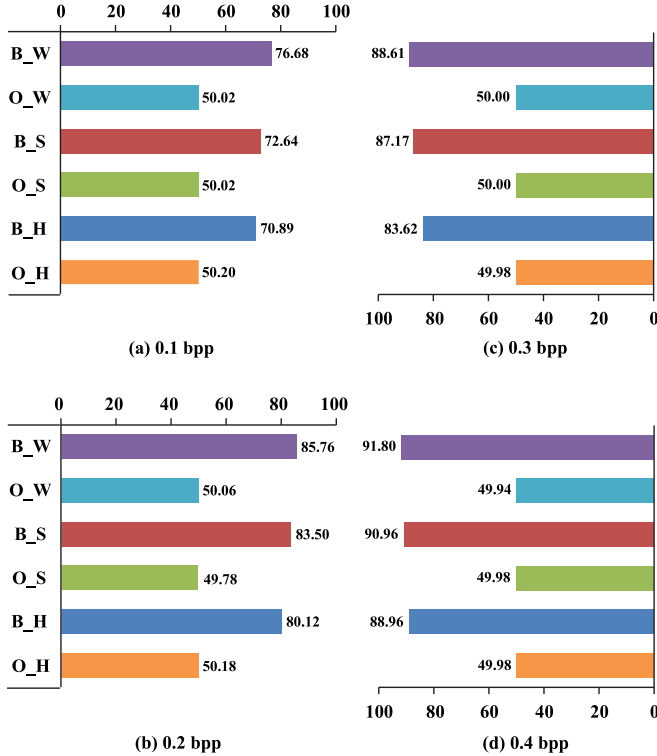 0 20 40 60 80 100
B_W 76.68 88.61
O_W 50.02 50.00
B_S 72.64 87.17
O_S 50.02 50.00
B_H 70.89 83.62
O_H 50.20 49.98
100 80 60 40 20 0
(a) 0.1 bpp (c) 0.3 bpp
0 20 40 60 80 100
B_W 85.76 91.80
O_W 50.06 49.94
B_S 83.50 90.96
O_S 49.78 49.98
B_H 80.12 88.96
O_H 50.18 49.98
100 80 60 40 20 0
(b) 0.2 bpp (d) 0.4 bpp